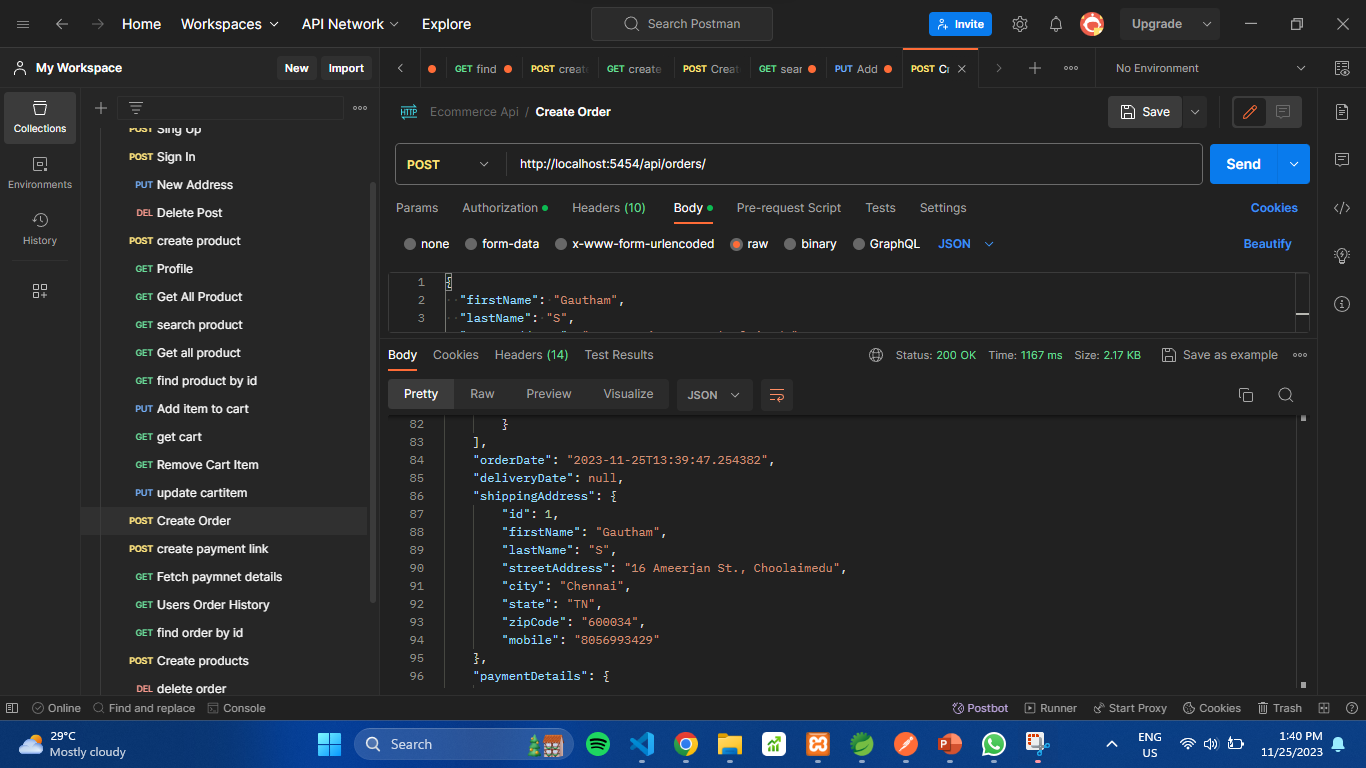 Home Workspaces API Network Explore Search Postman Invite Upgrade
My Workspace New Import
GET find POST create GET create POST Creat GET sear PUT Add POST Cr No Environment
Collections
Environments
History
POST Sing Up
POST Sign In
PUT New Address
DEL Delete Post
POST create product
GET Profile
GET Get All Product
GET search product
GET Get all product
GET find product by id
PUT Add item to cart
GET get cart
GET Remove Cart Item
PUT update cartitem
POST Create Order
POST create payment link
GET Fetch paymnet details
GET Users Order History
GET find order by id
POST Create products
DEL delete order
HTTP Ecommerce Api / Create Order Save
POST http://localhost:5454/api/orders/ Send
Params Authorization Headers (10) Body Pre-request Script Tests Settings Cookies
none form-data x-www-form-urlencoded raw binary GraphQL JSON Beautify
1 {
2 "firstName": "Gautham",
3 "lastName": "S",
Body Cookies Headers (14) Test Results Status: 200 OK Time: 1167 ms Size: 2.17 KB Save as example
Pretty Raw Preview Visualize JSON
82 }
83 ],
84 "orderDate": "2023-11-25T13:39:47.254382",
85 "deliveryDate": null,
86 "shippingAddress": {
87 "id": 1,
88 "firstName": "Gautham",
89 "lastName": "S",
90 "streetAddress": "16 Ameerjan St., Choolaimedu",
91 "city": "Chennai",
92 "state": "TN",
93 "zipCode": "600034",
94 "mobile": "8056993429"
95 },
96 "paymentDetails": {
Online Find and replace Console Postbot Runner Start Proxy Cookies Trash
29°C
Mostly cloudy
Search
ENG
US
1:40 PM
11/25/2023